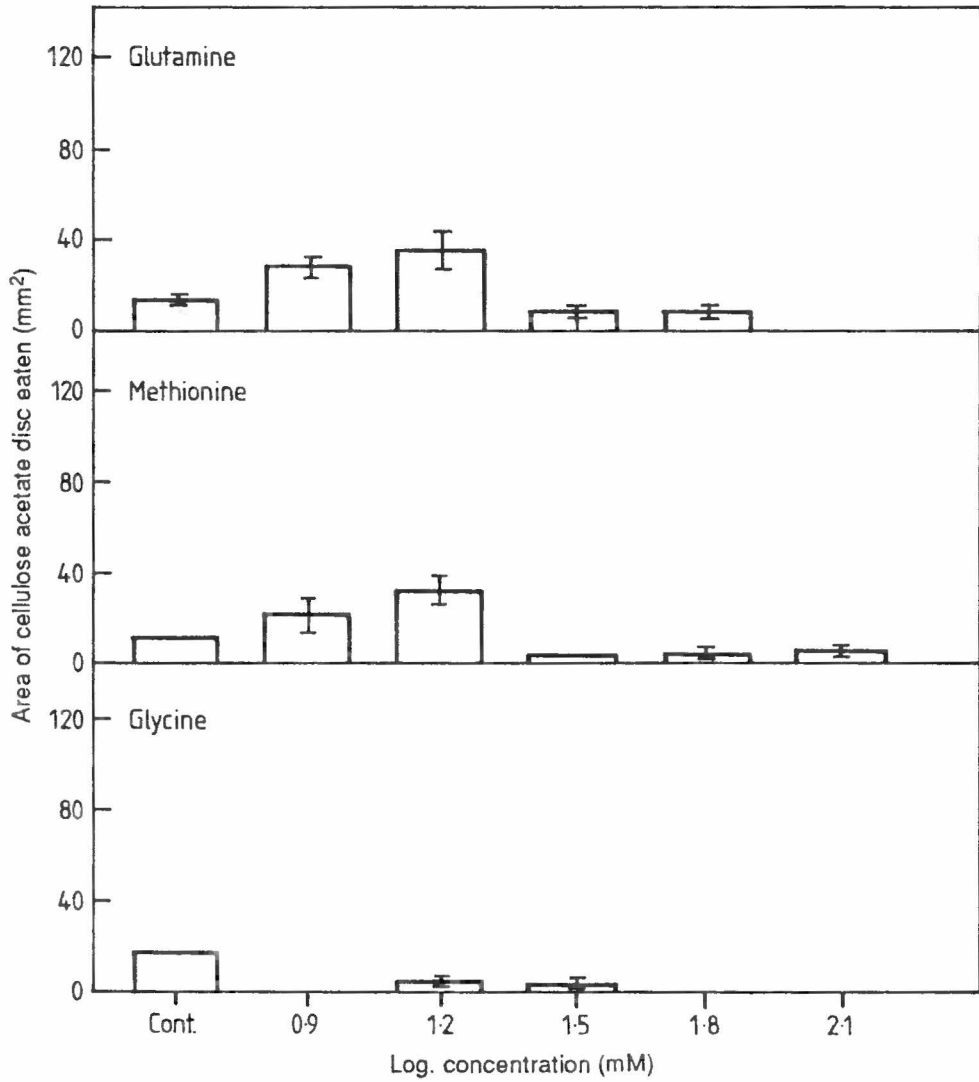 Glutamine
120
80
40
0
Methionine
120
80
40
0
Glycine
120
80
40
0
Area of cellulose acetate disc eaten (mm²)
Cont. 0·9 1·2 1·5 1·8 2·1
Log. concentration (mM)